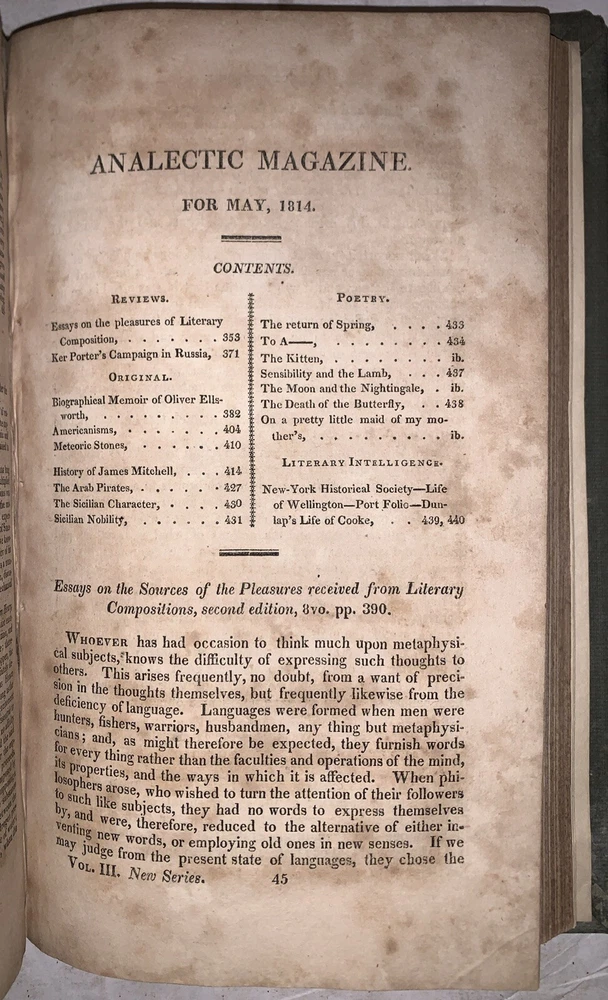 ANALECTIC MAGAZINE.
FOR MAY, 1814.
CONTENTS.
REVIEWS.
Essays on the pleasures of Literary
Composition, . . . . . . . 353
Ker Porter's Campaign in Russia, 371
ORIGINAL.
Biographical Memoir of Oliver Ells-
worth, . . . . . . . . . 382
Americanisms, . . . . . . . 404
Meteoric Stones, . . . . . . 410
History of James Mitchell, . . . 414
The Arab Pirates, . . . . . . 427
The Sicilian Character, . . . . 430
Sicilian Nobility, . . . . . . 431
POETRY.
The return of Spring, . . . . 433
To A——, . . . . . . . . . 434
The Kitten, . . . . . . . . ib.
Sensibility and the Lamb, . . . 437
The Moon and the Nightingale, . ib.
The Death of the Butterfly, . . 438
On a pretty little maid of my mo-
ther's, . . . . . . . . . ib.
LITERARY INTELLIGENCE.
New-York Historical Society—Life
of Wellington—Port Folio—Dun-
lap's Life of Cooke, . . 439, 440
Essays on the Sources of the Pleasures received from Literary
Compositions, second edition, 8vo. pp. 390.
WHOEVER has had occasion to think much upon metaphysi-
cal subjects, knows the difficulty of expressing such thoughts to
others. This arises frequently, no doubt, from a want of preci-
sion in the thoughts themselves, but frequently likewise from the
deficiency of language. Languages were formed when men were
hunters, fishers, warriors, husbandmen, any thing but metaphysi-
cians; and, as might therefore be expected, they furnish words
for every thing rather than the faculties and operations of the mind,
its properties, and the ways in which it is affected. When phi-
losophers arose, who wished to turn the attention of their followers
to such like subjects, they had no words to express themselves
by, and were, therefore, reduced to the alternative of either in-
venting new words, or employing old ones in new senses. If we
may judge from the present state of languages, they chose the
VOL. III. New Series. 45